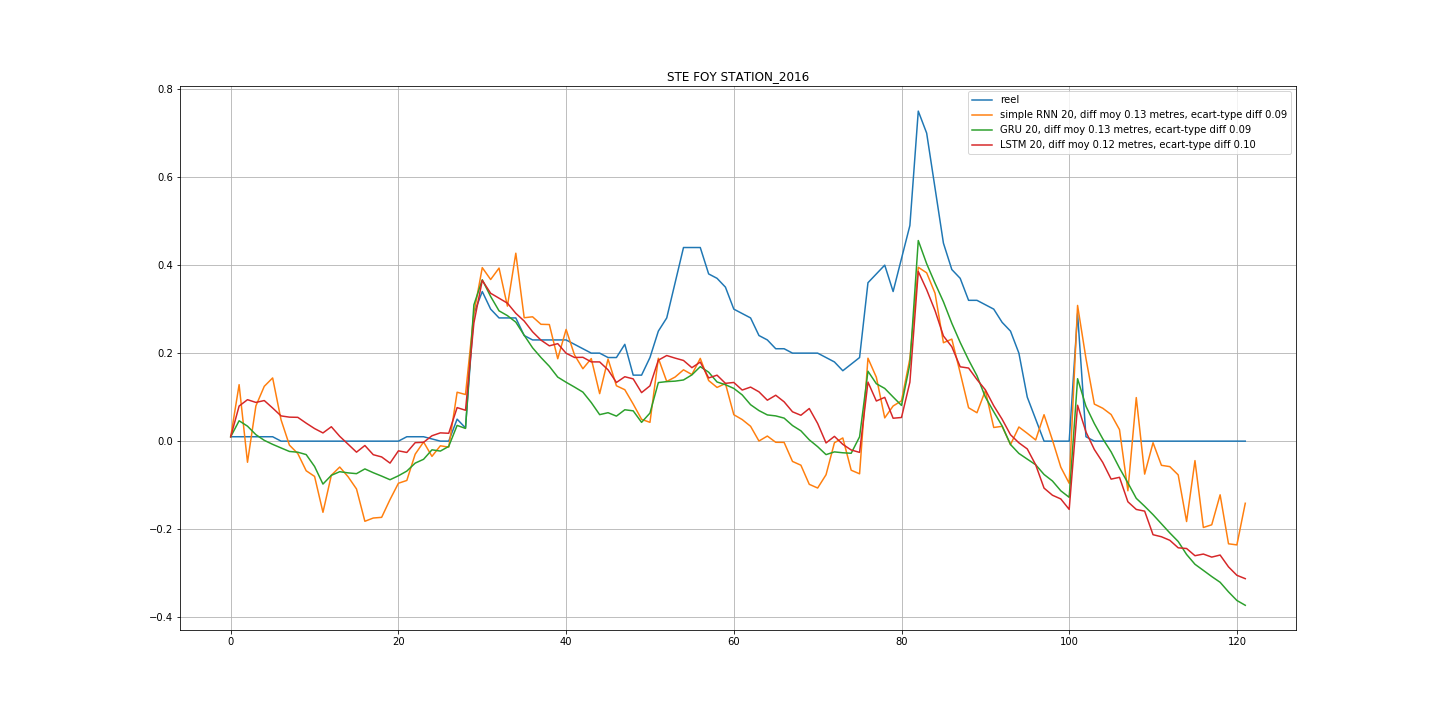 STE FOY STATION_2016
reel
simple RNN 20, diff moy 0.13 metres, ecart-type diff 0.09
GRU 20, diff moy 0.13 metres, ecart-type diff 0.09
LSTM 20, diff moy 0.12 metres, ecart-type diff 0.10
0.8
0.6
0.4
0.2
0.0
−0.2
−0.4
0 20 40 60 80 100 120